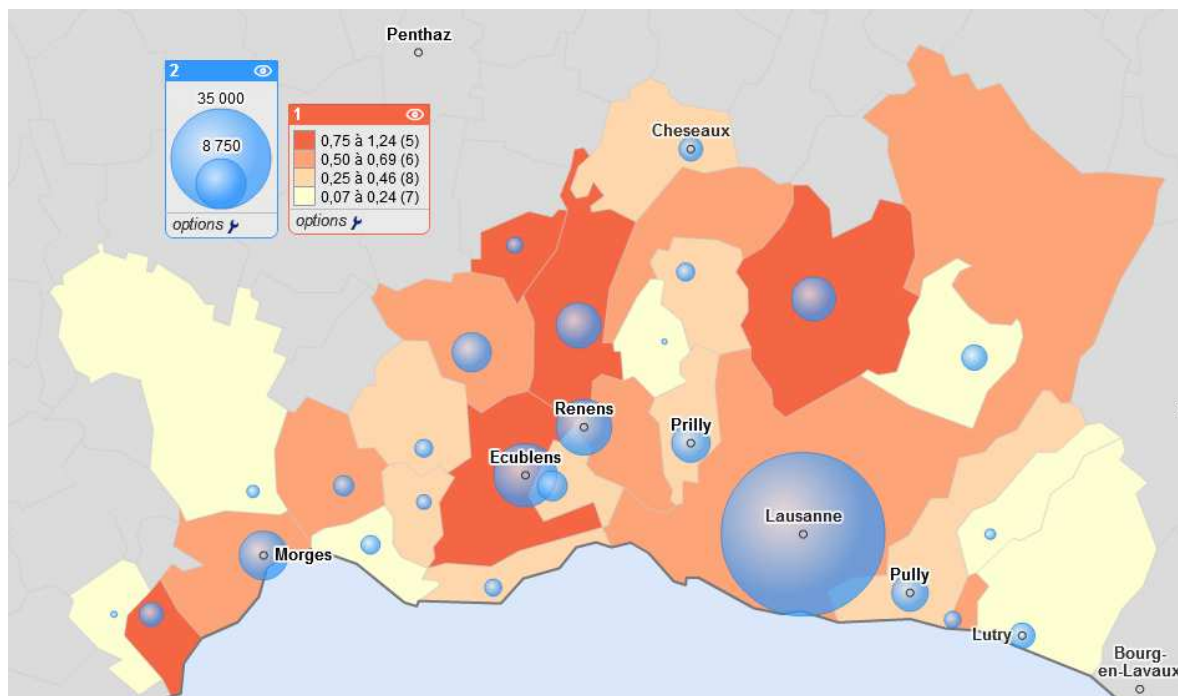 Penthaz
2
35 000
8 750
options
1
0,75 à 1,24 (5)
0,50 à 0,69 (6)
0,25 à 0,46 (8)
0,07 à 0,24 (7)
options
Cheseaux
Renens
Prilly
Ecublens
Lausanne
Morges
Pully
Lutry
Bourg-
en-Lavaux